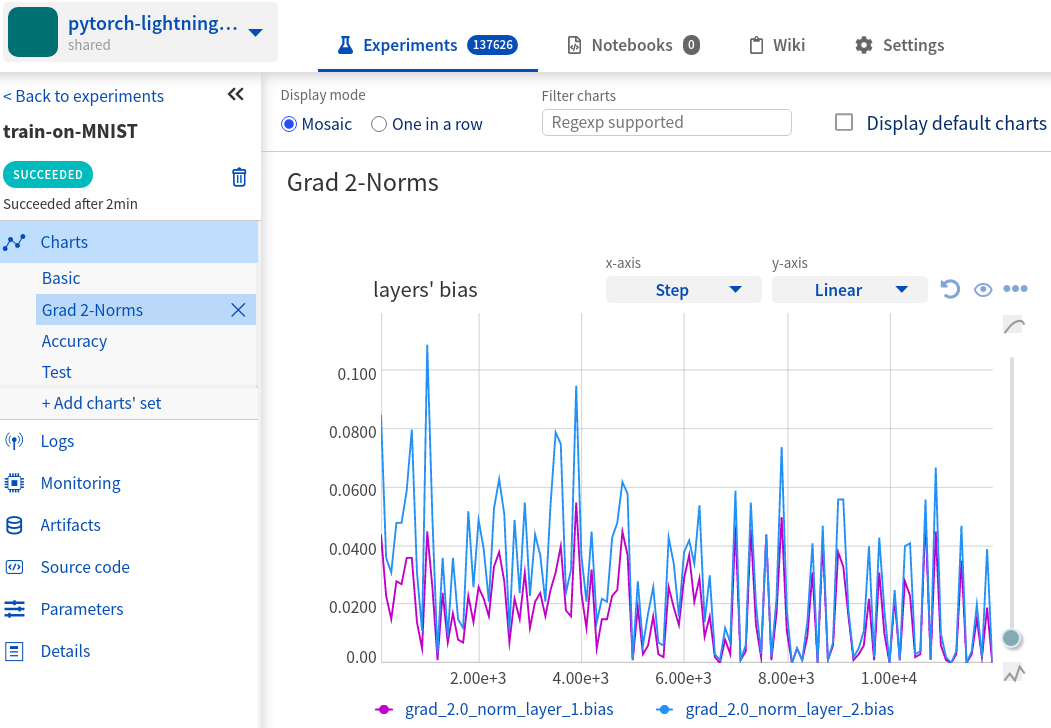 pytorch-lightning...
shared
Experiments 137626
Notebooks 0
Wiki
Settings
< Back to experiments
train-on-MNIST
SUCCEEDED
Succeeded after 2min
Charts
Basic
Grad 2-Norms
Accuracy
Test
+ Add charts' set
Logs
Monitoring
Artifacts
Source code
Parameters
Details
Display mode
Mosaic
One in a row
Filter charts
Regexp supported
Display default charts
Grad 2-Norms
layers' bias
x-axis
Step
y-axis
Linear
0.100
0.0800
0.0600
0.0400
0.0200
0.00
2.00e+3 4.00e+3 6.00e+3 8.00e+3 1.00e+4
grad_2.0_norm_layer_1.bias grad_2.0_norm_layer_2.bias